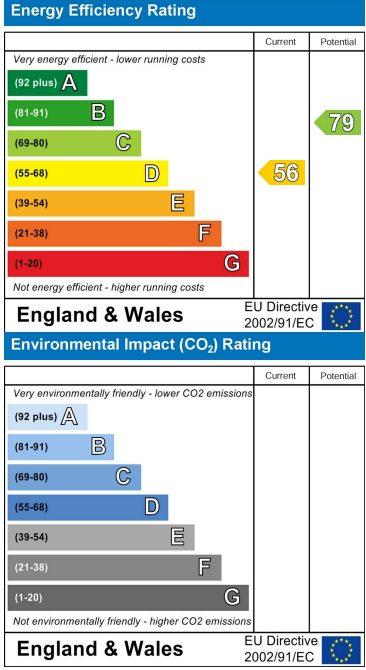 Energy Efficiency Rating
Current Potential
Very energy efficient - lower running costs
(92 plus) A
(81-91) B
79
(69-80) C
(55-68) D
56
(39-54) E
(21-38) F
(1-20) G
Not energy efficient - higher running costs
England & Wales
EU Directive
2002/91/EC
Environmental Impact (CO₂) Rating
Current Potential
Very environmentally friendly - lower CO2 emissions
(92 plus) A
(81-91) B
(69-80) C
(55-68) D
(39-54) E
(21-38) F
(1-20) G
Not environmentally friendly - higher CO2 emissions
England & Wales
EU Directive
2002/91/EC